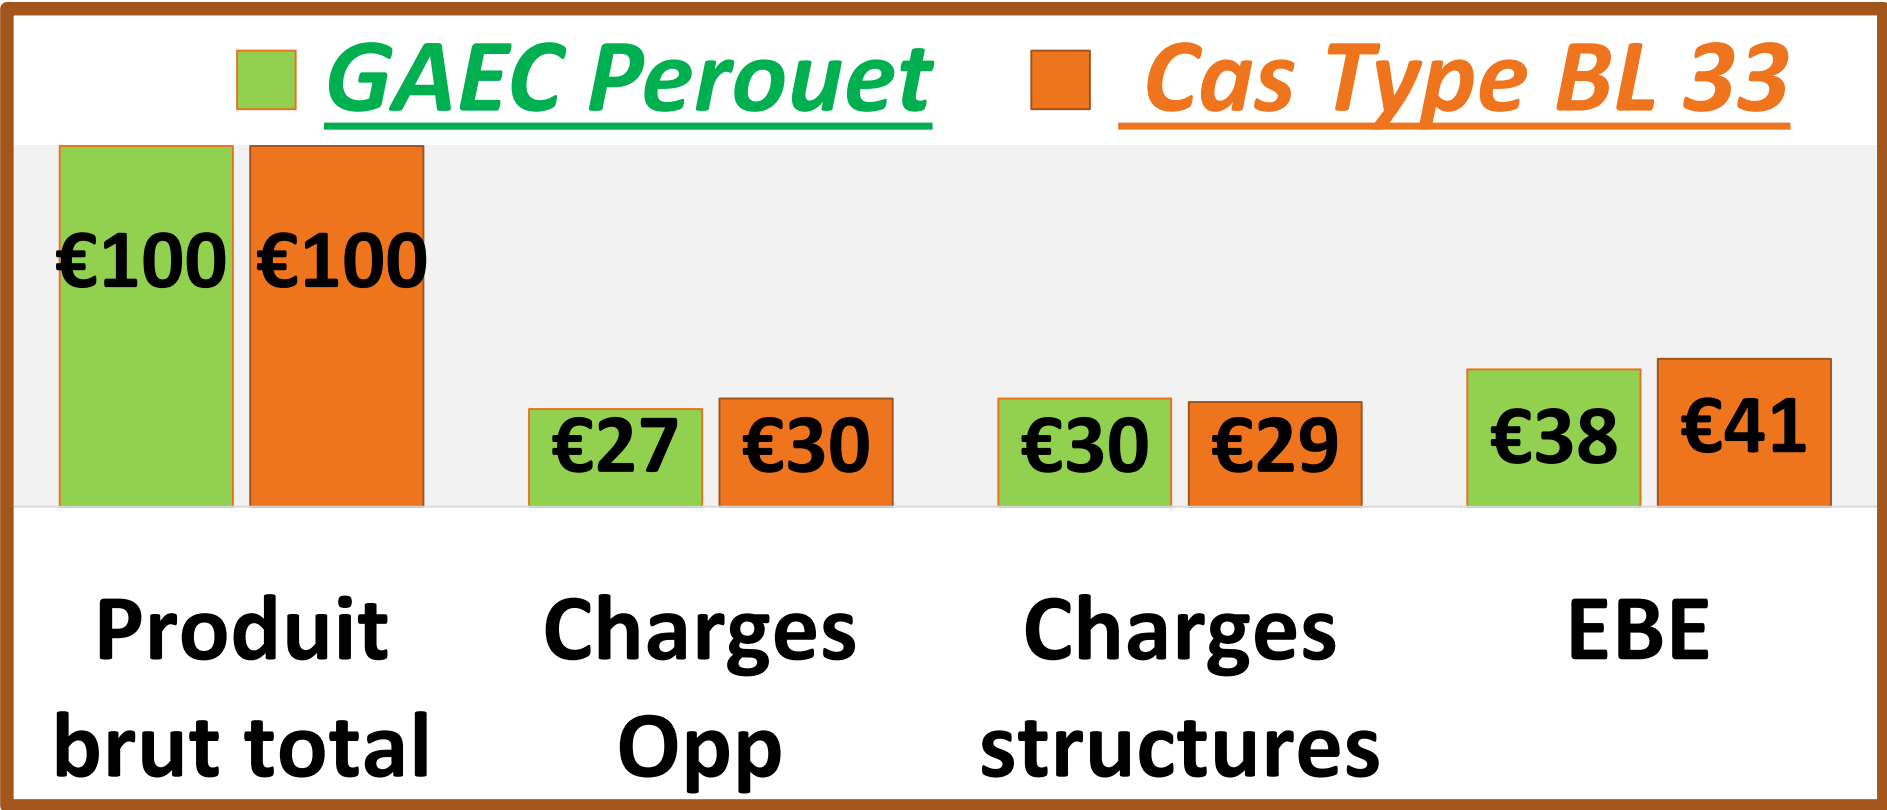 GAEC Perouet Cas Type BL 33
€100 €100 €27 €30 €30 €29 €38 €41
Produit Charges Charges EBE
brut total Opp structures